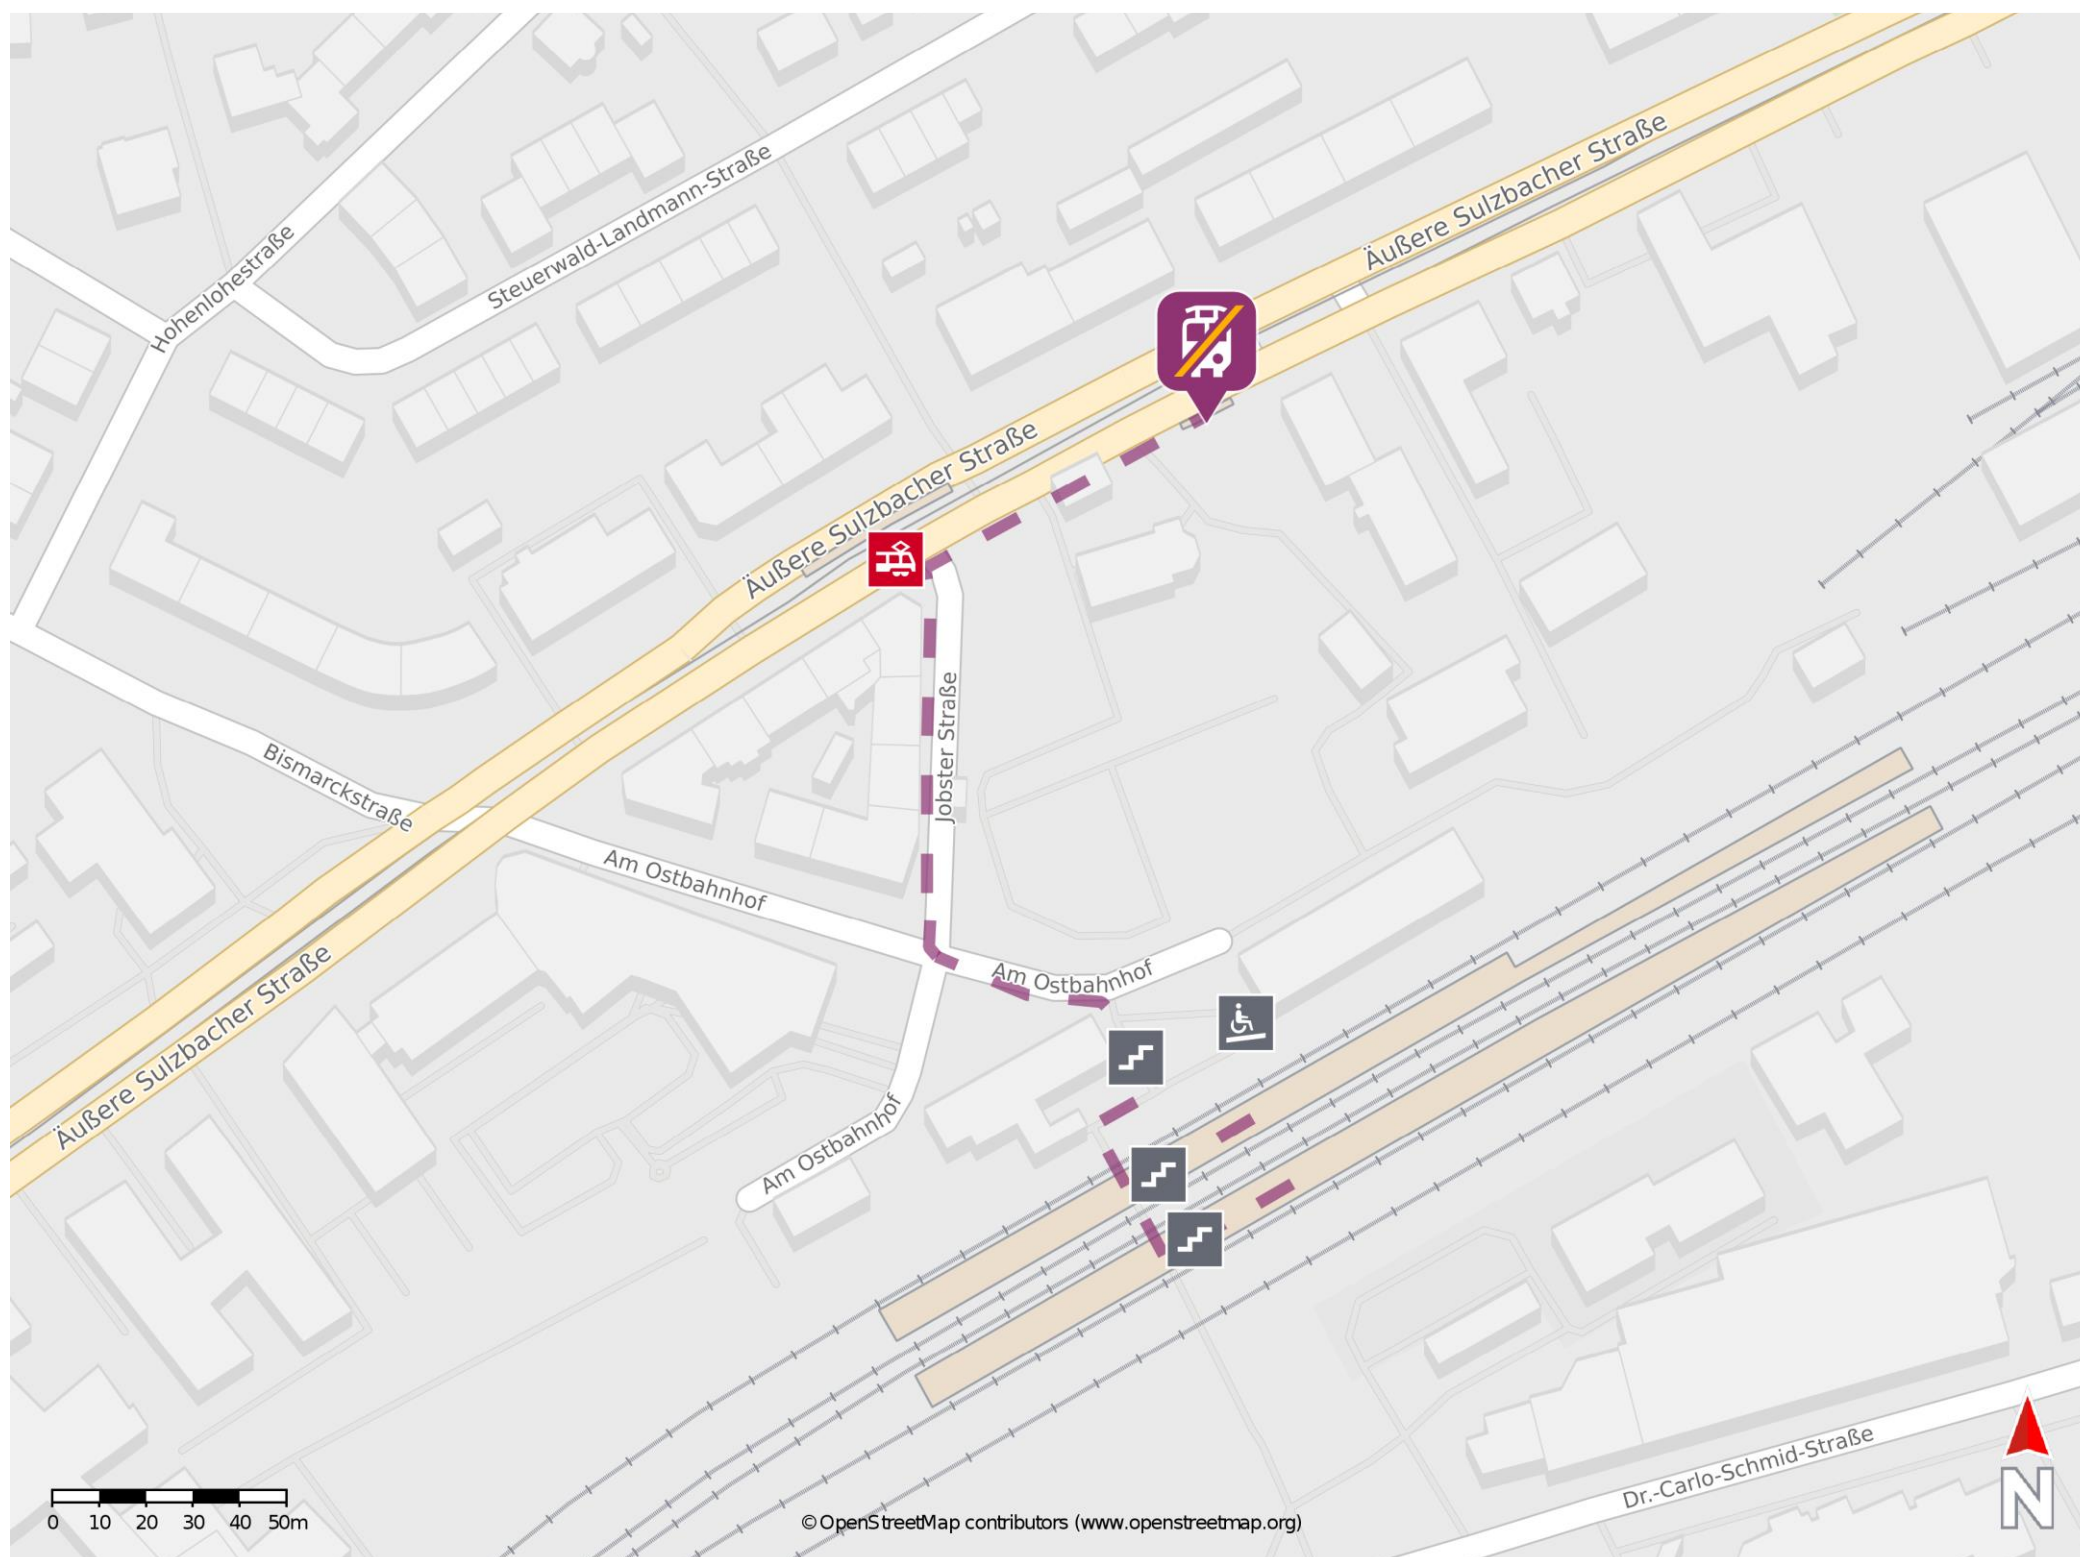 Äußere Sulzbacher Straße
Steuerwald-Landmann-Straße
Hohenlohestraße
Äußere Sulzbacher Straße
Jobster Straße
Bismarckstraße
Am Ostbahnhof
Am Ostbahnhof
Äußere Sulzbacher Straße
Am Ostbahnhof
Dr.-Carlo-Schmid-Straße
N
0 10 20 30 40 50m
© OpenStreetMap contributors (www.openstreetmap.org)